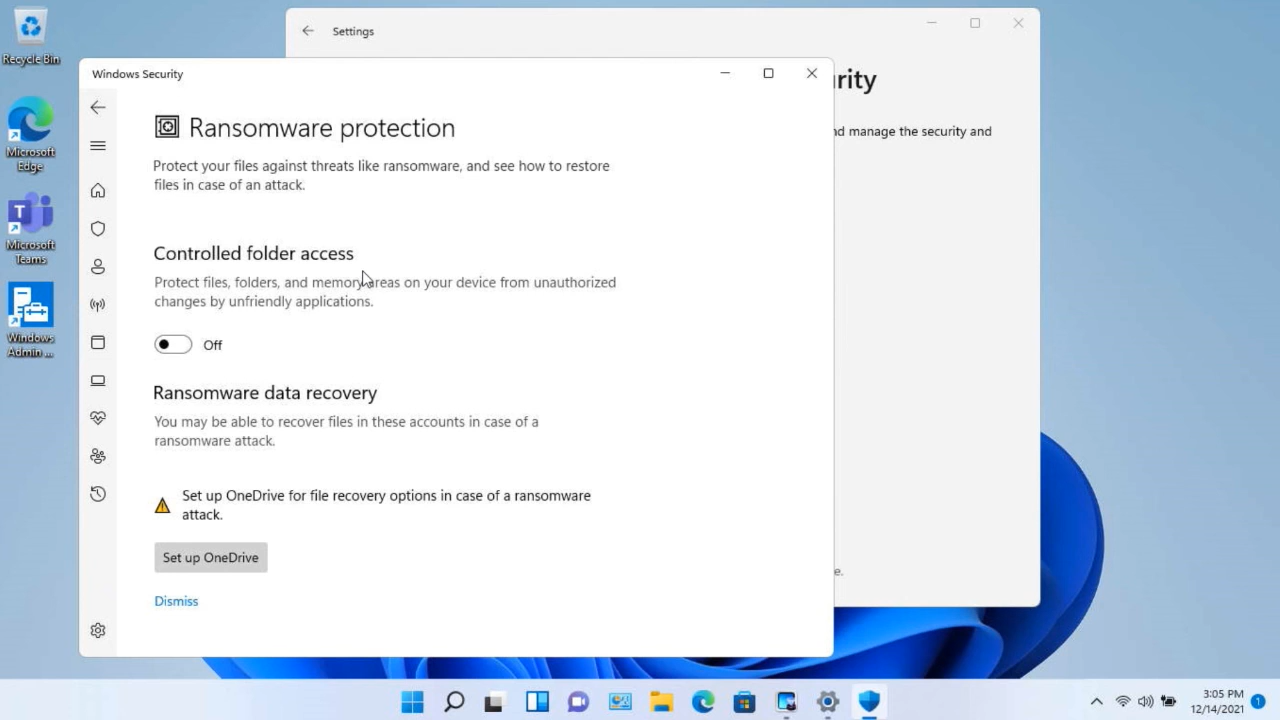 Recycle Bin
Microsoft
Edge
Microsoft
Teams
Windows
Admin ...
Settings
rity
nd manage the security and
e.
Windows Security
Ransomware protection
Protect your files against threats like ransomware, and see how to restore
files in case of an attack.
Controlled folder access
Protect files, folders, and memory areas on your device from unauthorized
changes by unfriendly applications.
Off
Ransomware data recovery
You may be able to recover files in these accounts in case of a
ransomware attack.
Set up OneDrive for file recovery options in case of a ransomware
attack.
Set up OneDrive
Dismiss
3:05 PM
12/14/2021
1